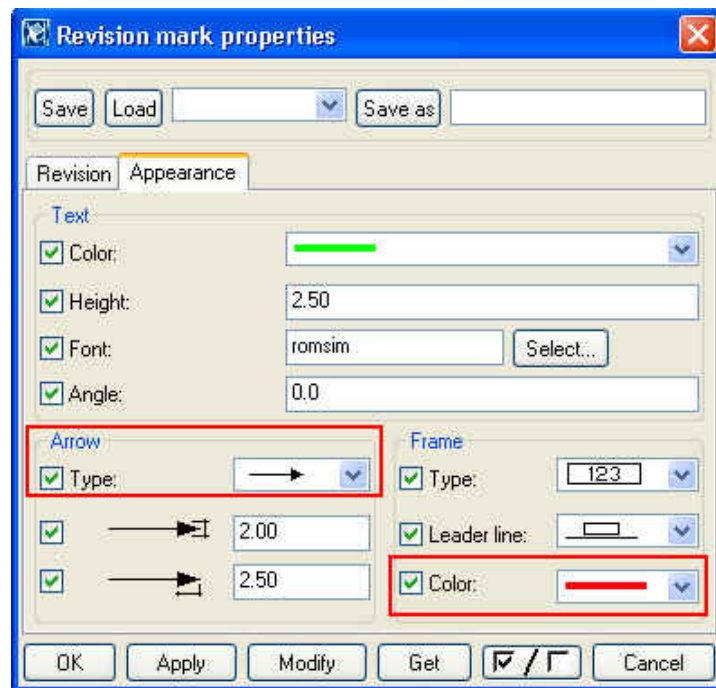 Revision mark properties
Save Load Save as
Revision Appearance
Text
Color:
Height: 2.50
Font: romsim Select...
Angle: 0.0
Arrow Frame
Type: Type: 123
2.00 Leader line:
2.50 Color:
OK Apply Modify Get / Cancel